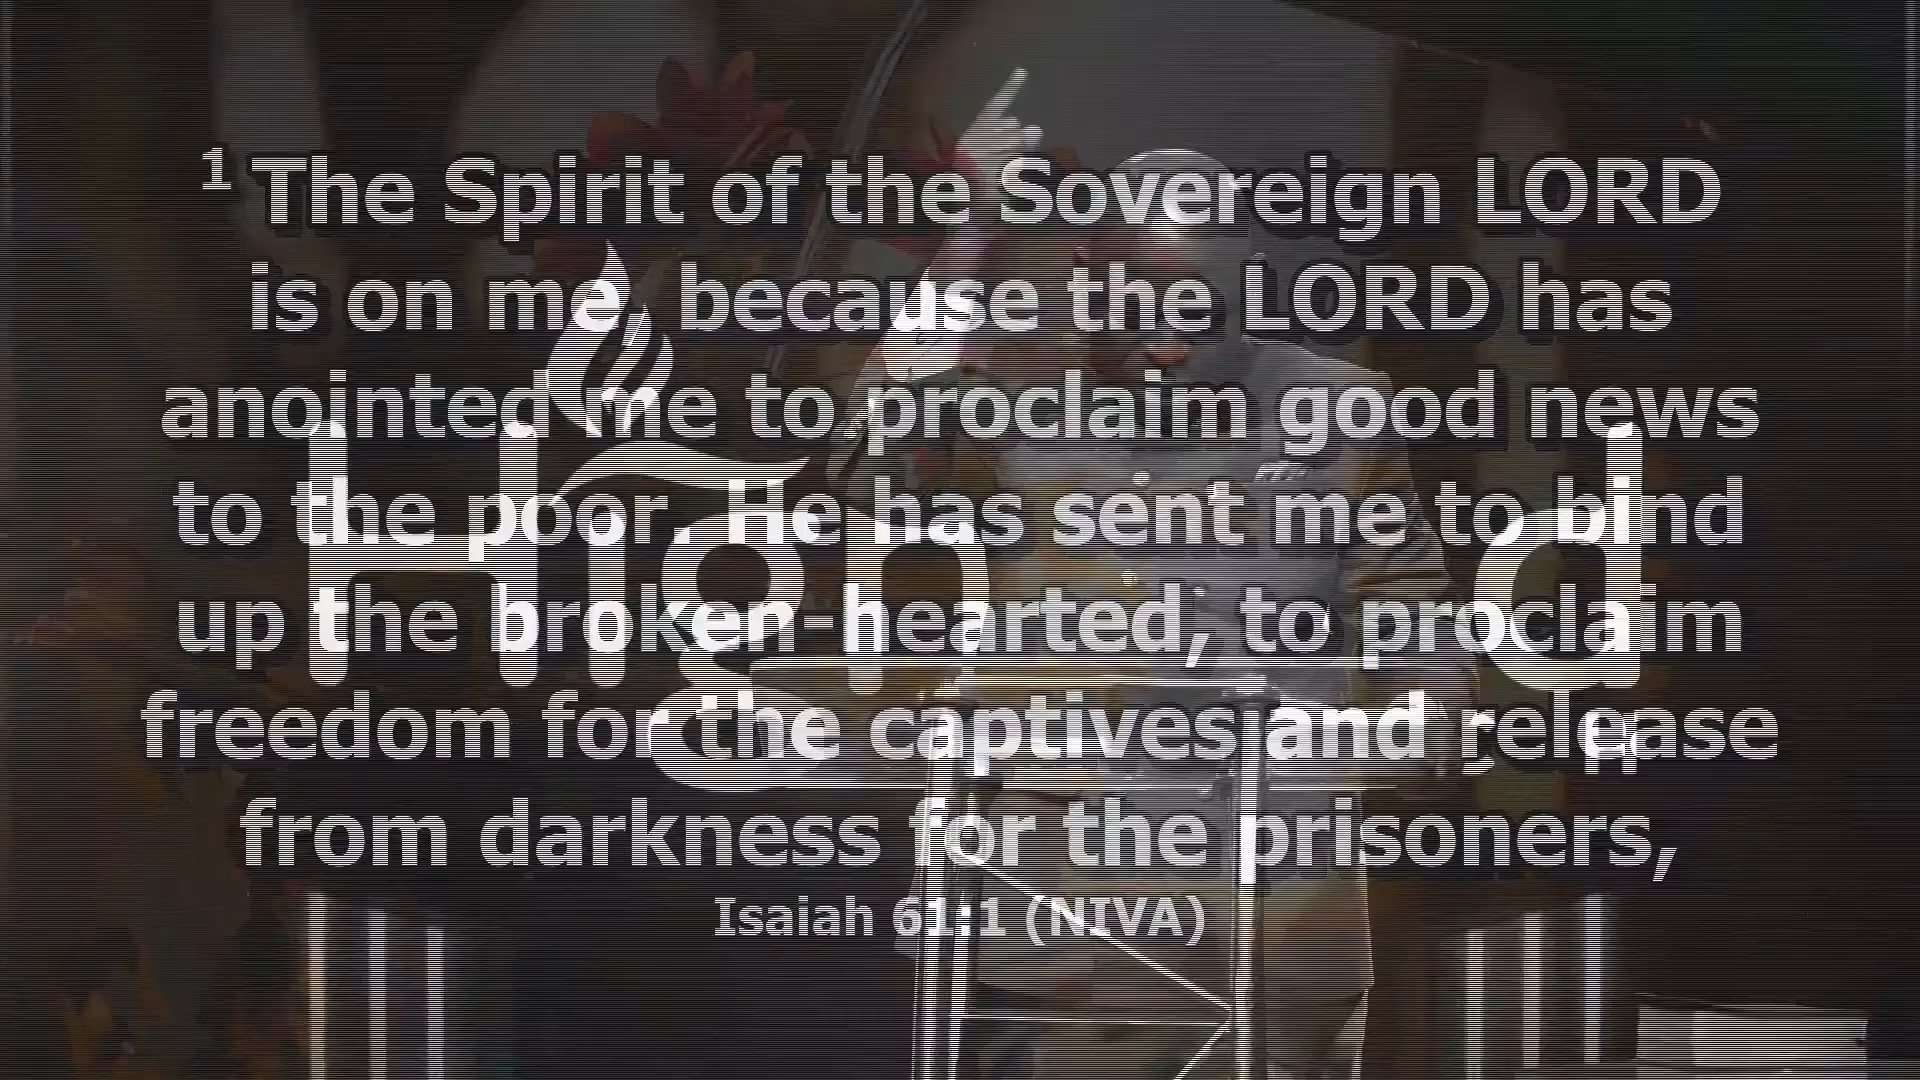 1 The Spirit of the Sovereign LORD
is on me, because the LORD has
anointed me to proclaim good news
to the poor. He has sent me to bind
up the broken-hearted, to proclaim
freedom for the captives and release
from darkness for the prisoners,
Isaiah 61:1 (NIVA)